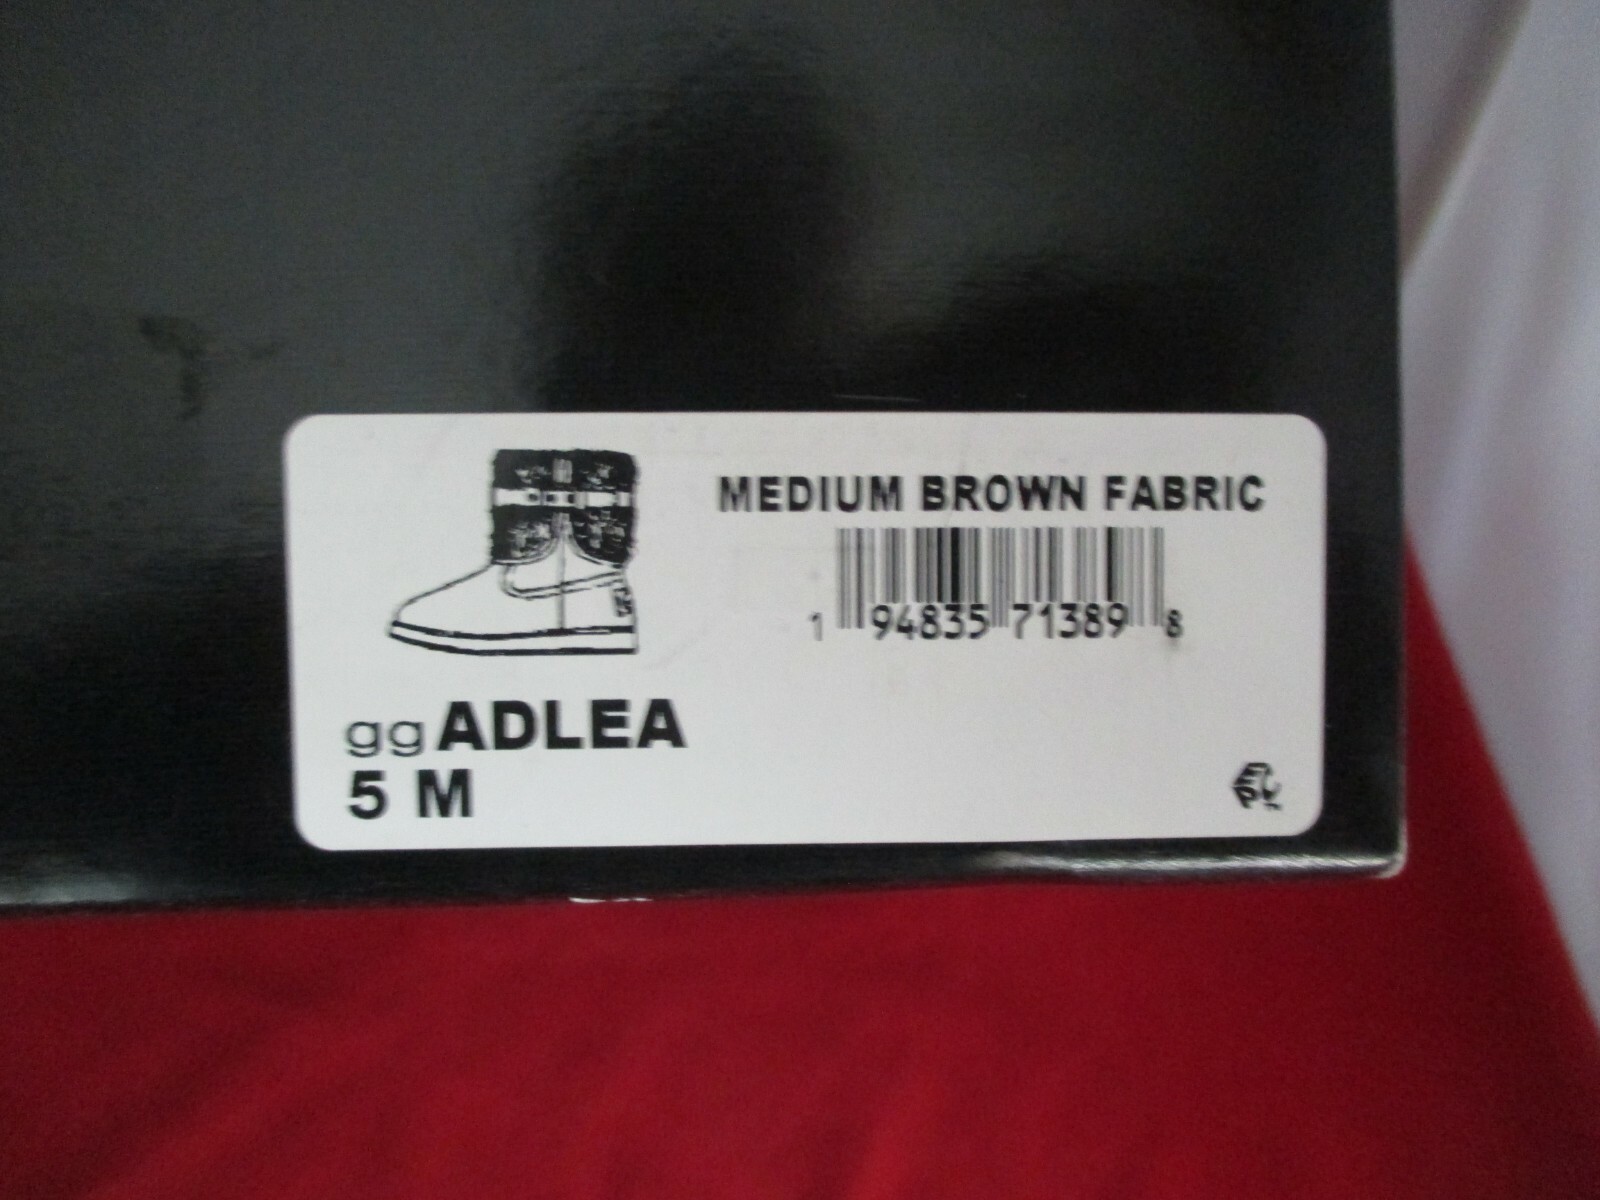 MEDIUM BROWN FABRIC
1 94835 71389 8
gg ADLEA
5 M